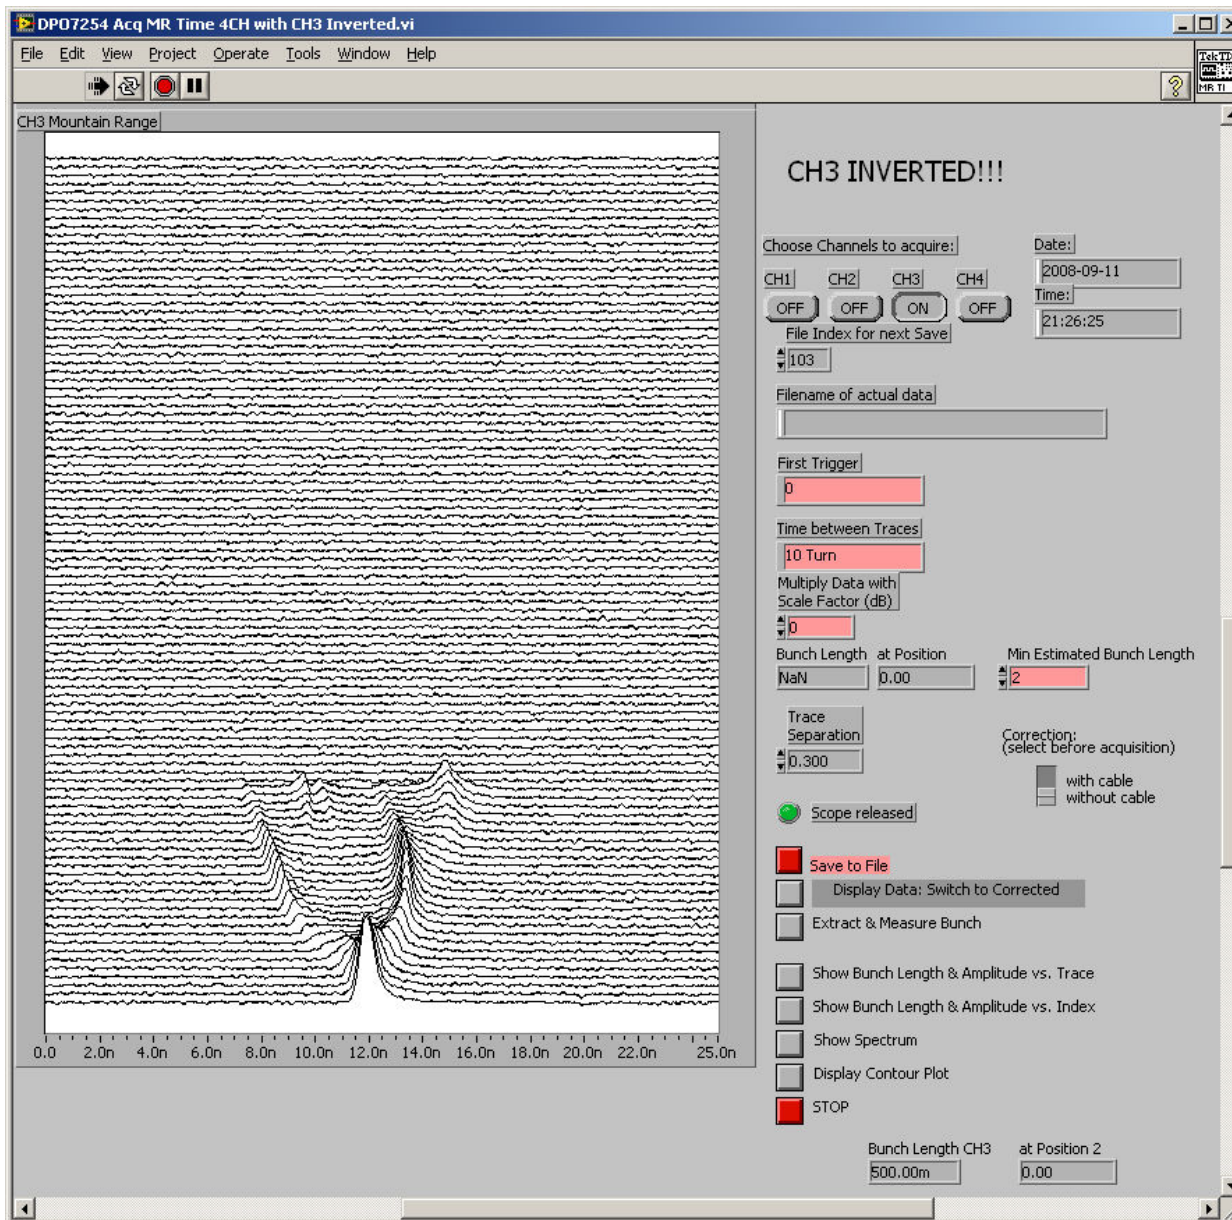 DPO7254 Acq MR Time 4CH with CH3 Inverted.vi
File Edit View Project Operate Tools Window Help
TekTD
MR TI
CH3 Mountain Range
CH3 INVERTED!!!
Choose Channels to acquire:
Date:
2008-09-11
CH1 CH2 CH3 CH4
Time:
OFF OFF ON OFF
21:26:25
File Index for next Save
103
Filename of actual data
First Trigger
0
Time between Traces
10 Turn
Multiply Data with
Scale Factor (dB)
0
Bunch Length at Position Min Estimated Bunch Length
NaN 0.00 2
Trace
Separation
0.300
Correction:
(select before acquisition)
with cable
without cable
Scope released
Save to File
Display Data: Switch to Corrected
Extract & Measure Bunch
Show Bunch Length & Amplitude vs. Trace
Show Bunch Length & Amplitude vs. Index
Show Spectrum
Display Contour Plot
STOP
0.0 2.0n 4.0n 6.0n 8.0n 10.0n 12.0n 14.0n 16.0n 18.0n 20.0n 22.0n 25.0n
Bunch Length CH3 at Position 2
500.00m 0.00